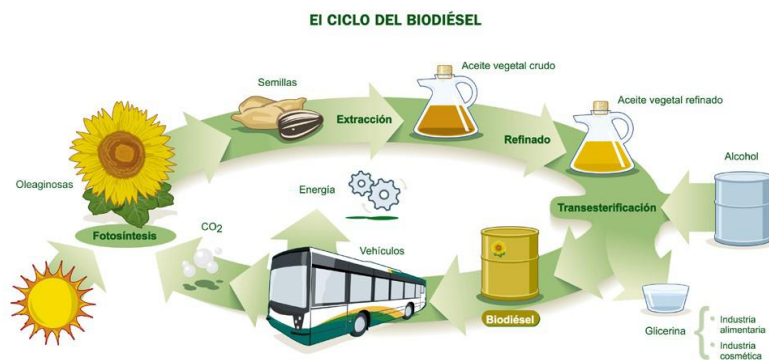 El CICLO DEL BIODIÉSEL
Semillas
Extracción
Aceite vegetal crudo
Refinado
Aceite vegetal refinado
Alcohol
Transesterificación
Oleaginosas
Fotosíntesis
CO2
Energía
Vehículos
Biodiésel
Glicerina
• Industria
alimentaria
• Industria
cosmética